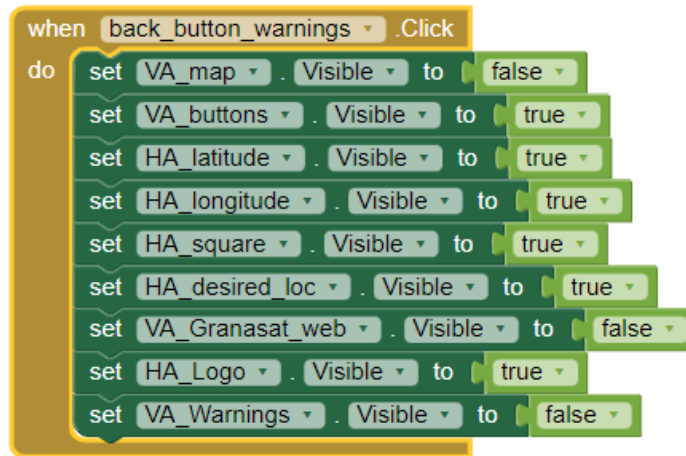 when back_button_warnings .Click
do set VA_map . Visible to false
set VA_buttons . Visible to true
set HA_latitude . Visible to true
set HA_longitude . Visible to true
set HA_square . Visible to true
set HA_desired_loc . Visible to true
set VA_Granasat_web . Visible to false
set HA_Logo . Visible to true
set VA_Warnings . Visible to false